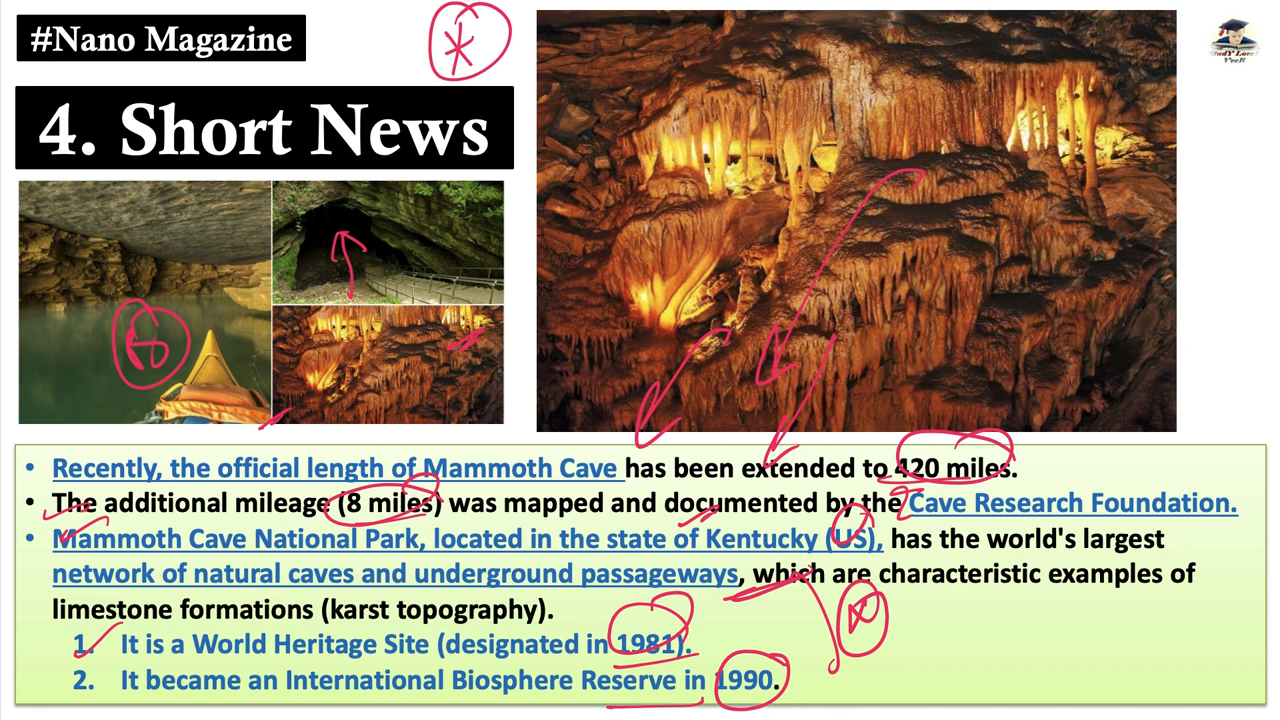 #Nano Magazine
4. Short News
StudY Lover
VeeR
• Recently, the official length of Mammoth Cave has been extended to 420 miles.
• The additional mileage (8 miles) was mapped and documented by the Cave Research Foundation.
• Mammoth Cave National Park, located in the state of Kentucky (US), has the world's largest
network of natural caves and underground passageways, which are characteristic examples of
limestone formations (karst topography).
1. It is a World Heritage Site (designated in 1981).
2. It became an International Biosphere Reserve in 1990.